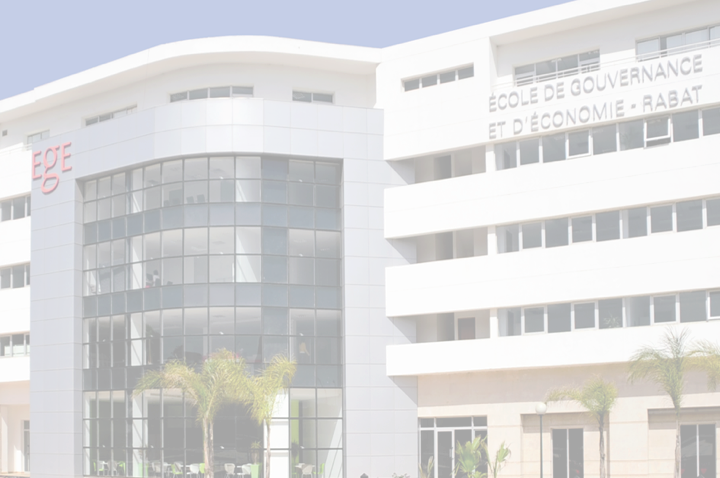 EgE
ÉCOLE DE GOUVERNANCE
ET D'ÉCONOMIE - RABAT